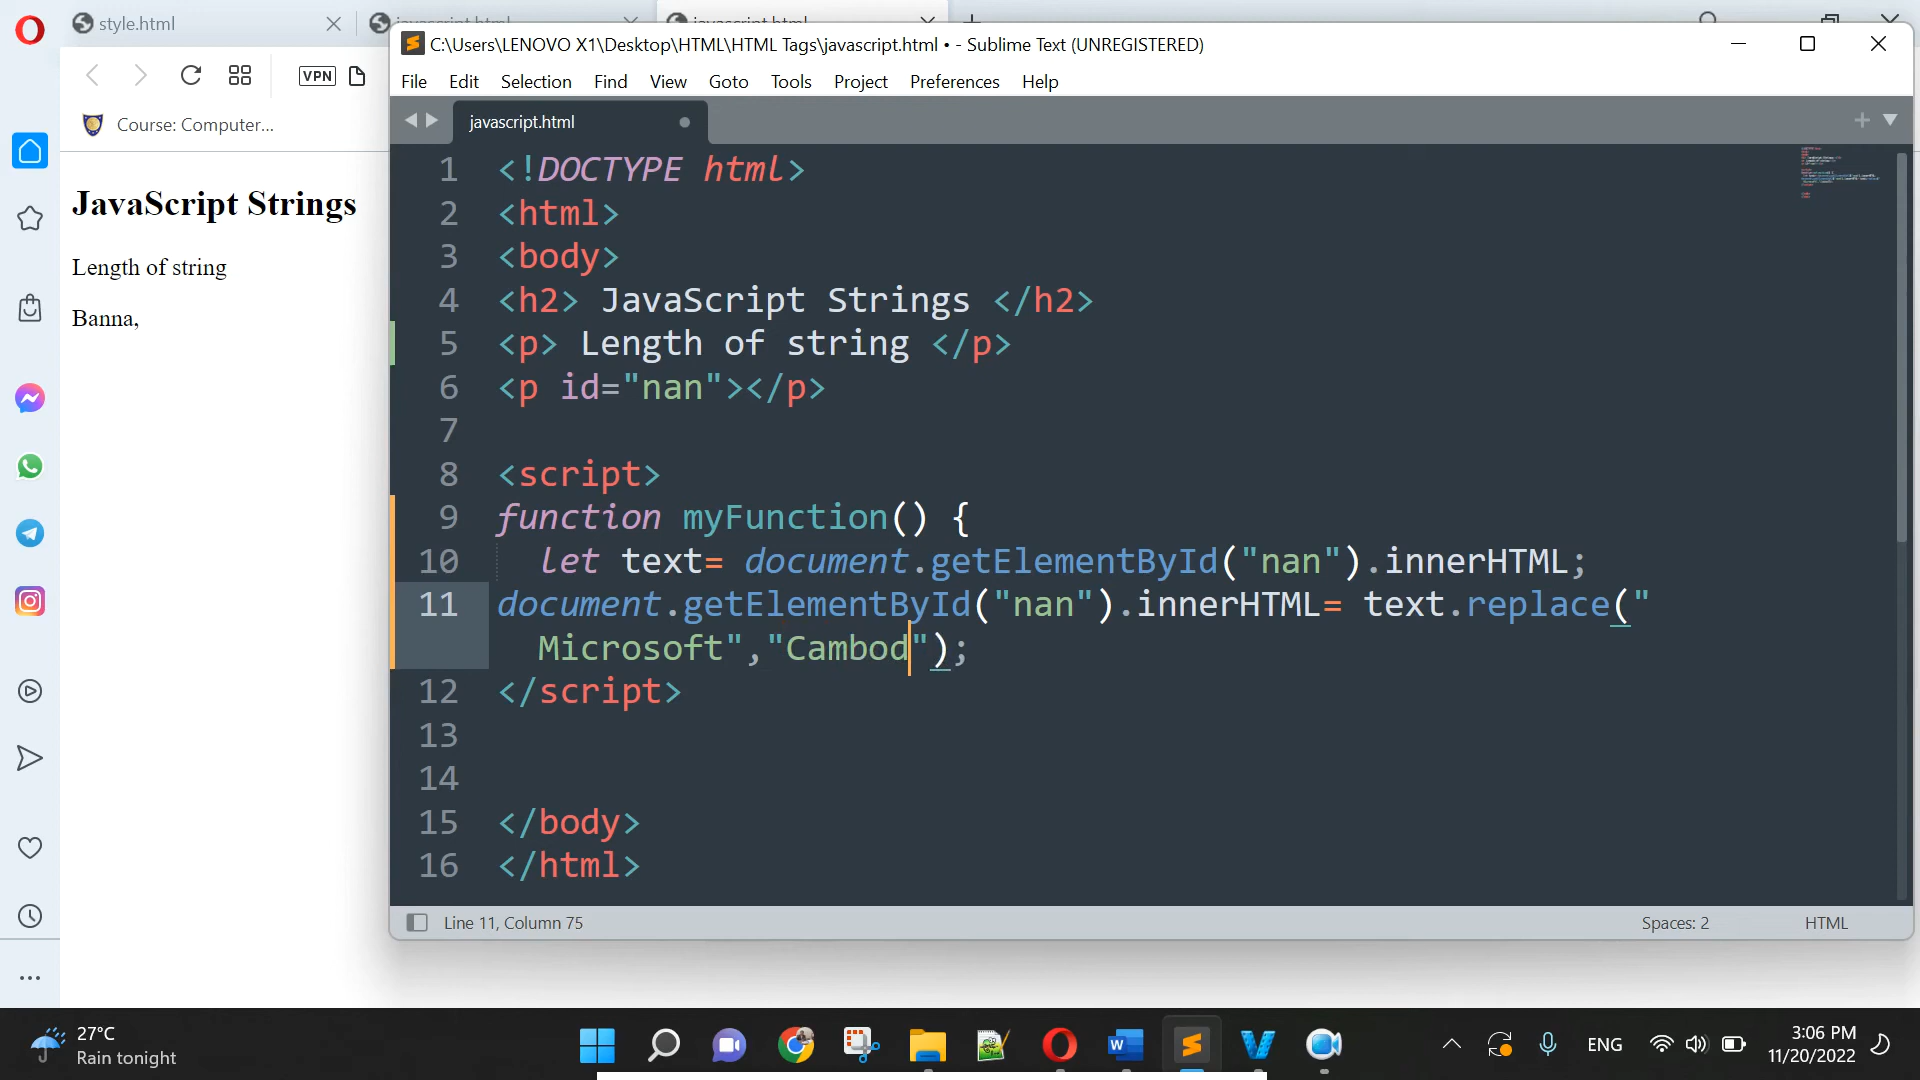 style.html
javascript.html
javascript.html
C:\Users\LENOVO X1\Desktop\HTML\HTML Tags\javascript.html • - Sublime Text (UNREGISTERED)
File Edit Selection Find View Goto Tools Project Preferences Help
VPN
Course: Computer...
javascript.html
JavaScript Strings
Length of string
Banna,
1 <!DOCTYPE html>
2 <html>
3 <body>
4 <h2> JavaScript Strings </h2>
5 <p> Length of string </p>
6 <p id="nan"></p>
7
8 <script>
9 function myFunction() {
10 let text= document.getElementById("nan").innerHTML;
11 document.getElementById("nan").innerHTML= text.replace("
Microsoft","Cambod");
12 </script>
13
14
15 </body>
16 </html>
Line 11, Column 75
Spaces: 2
HTML
27°C
Rain tonight
ENG
3:06 PM
11/20/2022